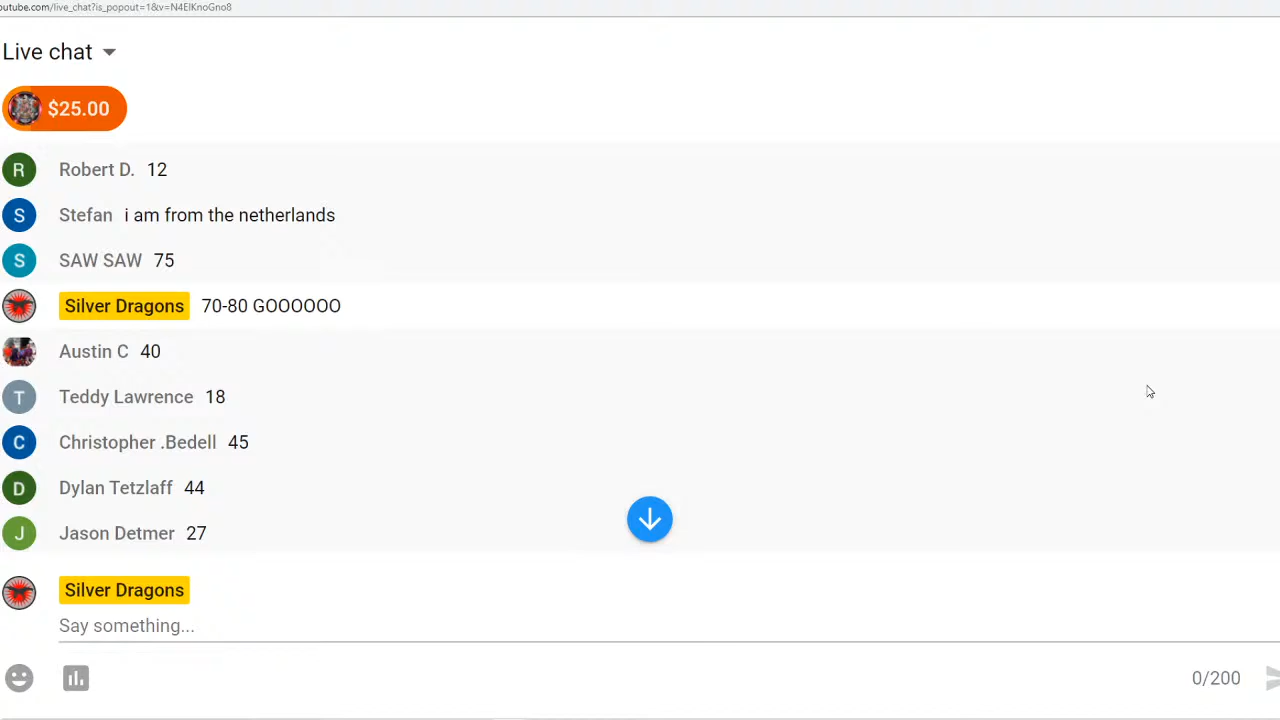 outube.com/live_chat?is_popout=1&v=N4ElKnoGno8
Live chat
$25.00
R Robert D. 12
S Stefan i am from the netherlands
S SAW SAW 75
Silver Dragons 70-80 GOOOOOO
Austin C 40
T Teddy Lawrence 18
C Christopher .Bedell 45
D Dylan Tetzlaff 44
J Jason Detmer 27
Silver Dragons
Say something...
0/200